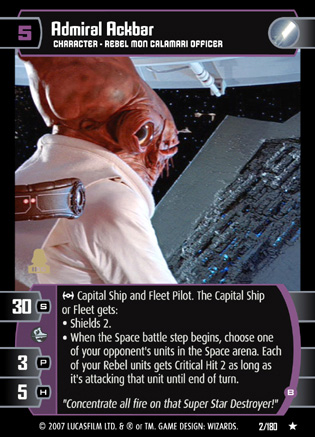 S
Admiral Ackbar
CHARACTER • REBEL MON CALAMARI OFFICER
30 S
3 P
5 H
Capital Ship and Fleet Pilot. The Capital Ship
or Fleet gets:
• Shields 2.
• When the Space battle step begins, choose one
of your opponent's units in the Space arena. Each
of your Rebel units gets Critical Hit 2 as long as
it's attacking that unit until end of turn.
B
"Concentrate all fire on that Super Star Destroyer!"
© 2007 LUCASFILM LTD. & ® or TM. GAME DESIGN: WIZARDS.
2/180